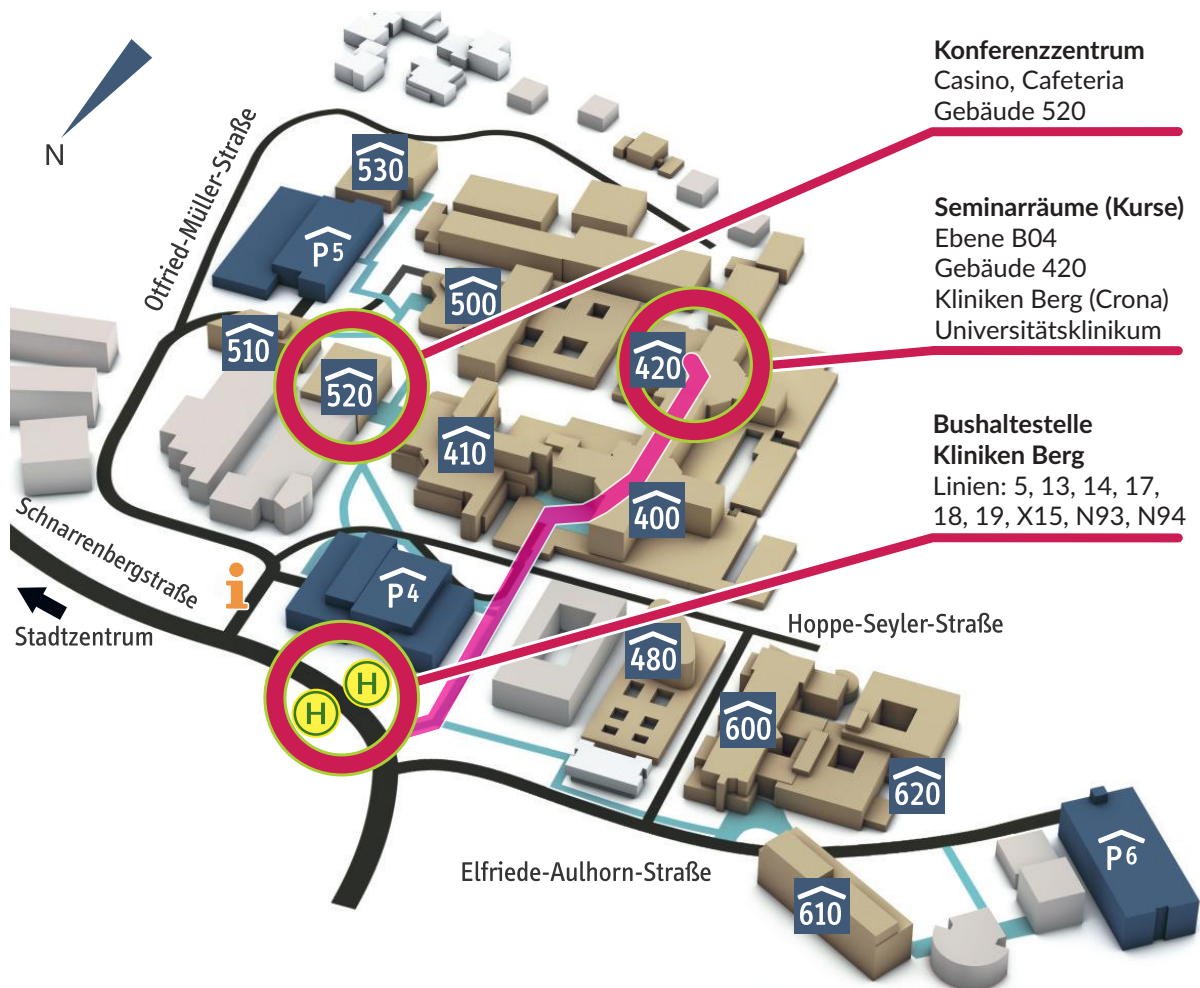 Konferenzzentrum
Casino, Cafeteria
Gebäude 520
Seminarräume (Kurse)
Ebene B04
Gebäude 420
Kliniken Berg (Crona)
Universitätsklinikum
Bushaltestelle
Kliniken Berg
Linien: 5, 13, 14, 17,
18, 19, X15, N93, N94
N
Otfried-Müller-Straße
530
P5
500
510
520
420
410
400
Schnarrenbergstraße
i
P4
Stadtzentrum
H
H
Hoppe-Seyler-Straße
480
600
620
Elfriede-Aulhorn-Straße
610
P6